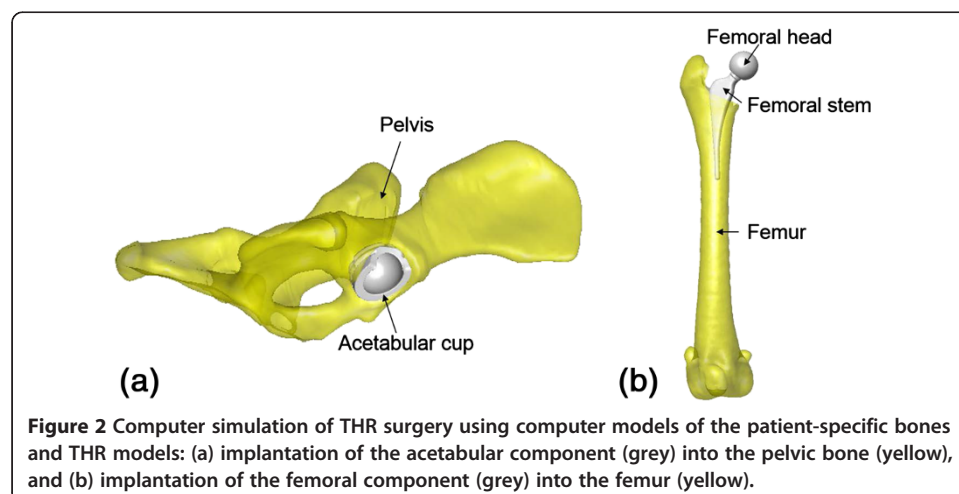 Femoral head
Femoral stem
Pelvis
Femur
Acetabular cup
(a)
(b)
Figure 2 Computer simulation of THR surgery using computer models of the patient-specific bones
and THR models: (a) implantation of the acetabular component (grey) into the pelvic bone (yellow),
and (b) implantation of the femoral component (grey) into the femur (yellow).